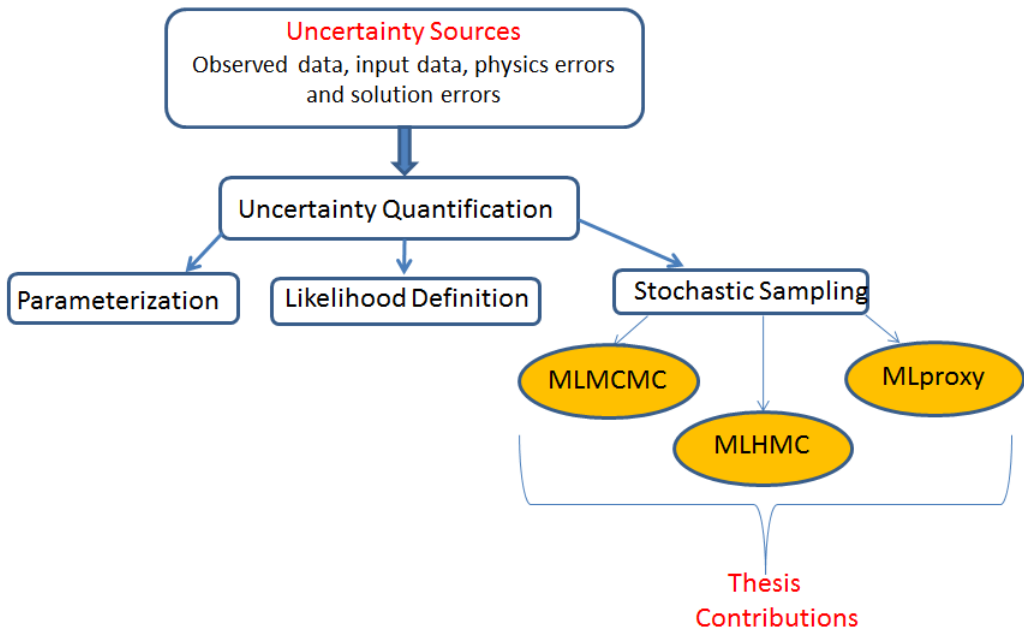 Uncertainty Sources
Observed data, input data, physics errors
and solution errors
Uncertainty Quantification
Parameterization
Likelihood Definition
Stochastic Sampling
MLMCMC
MLproxy
MLHMC
Thesis
Contributions